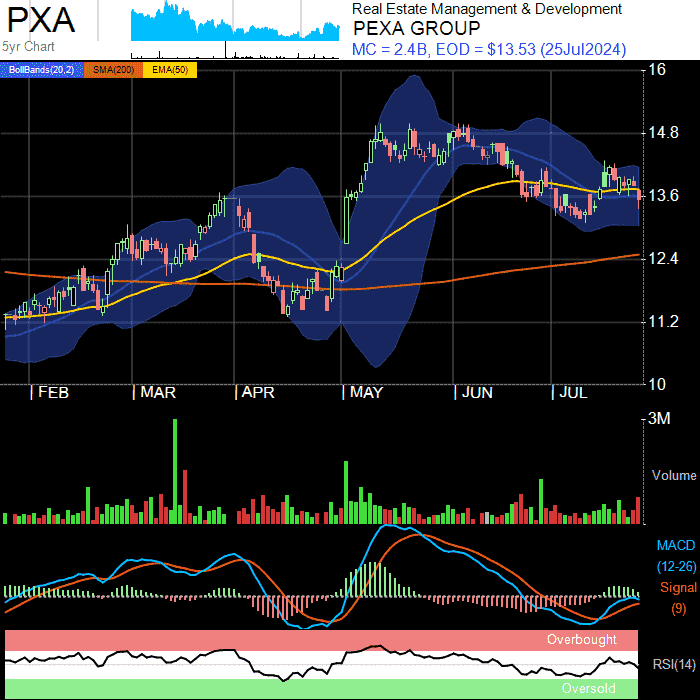 PXA
5yr Chart
Real Estate Management & Development
PEXA GROUP
MC = 2.4B, EOD = $13.53 (25Jul2024)
BollBands(20,2) SMA(200) EMA(50)
16
14.8
13.6
12.4
11.2
10
FEB MAR APR MAY JUN JUL
3M
Volume
MACD
(12-26)
Signal
(9)
Overbought
RSI(14)
Oversold